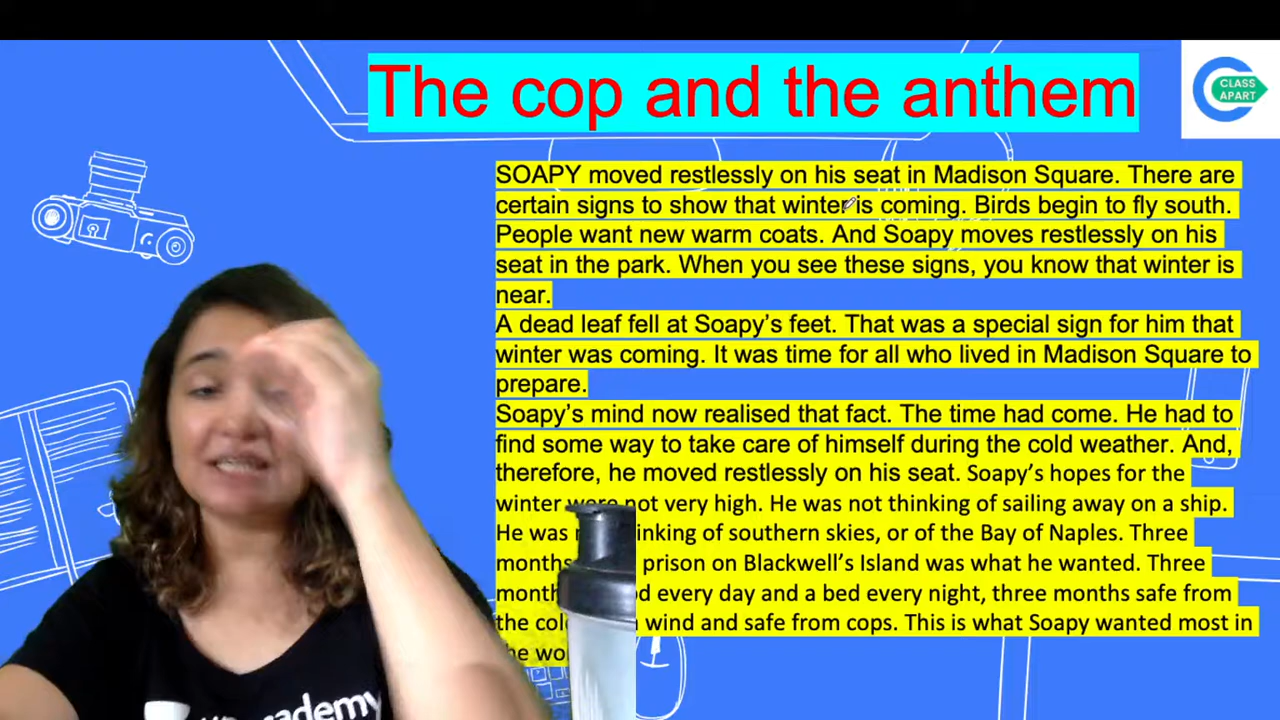 The cop and the anthem
CLASS
APART
SOAPY moved restlessly on his seat in Madison Square. There are
certain signs to show that winter is coming. Birds begin to fly south.
People want new warm coats. And Soapy moves restlessly on his
seat in the park. When you see these signs, you know that winter is
near.
A dead leaf fell at Soapy’s feet. That was a special sign for him that
winter was coming. It was time for all who lived in Madison Square to
prepare.
Soapy’s mind now realised that fact. The time had come. He had to
find some way to take care of himself during the cold weather. And,
therefore, he moved restlessly on his seat. Soapy’s hopes for the
winter were not very high. He was not thinking of sailing away on a ship.
He was thinking of southern skies, or of the Bay of Naples. Three
months prison on Blackwell’s Island was what he wanted. Three
every day and a bed every night, three months safe from
the wind and safe from cops. This is what Soapy wanted most in